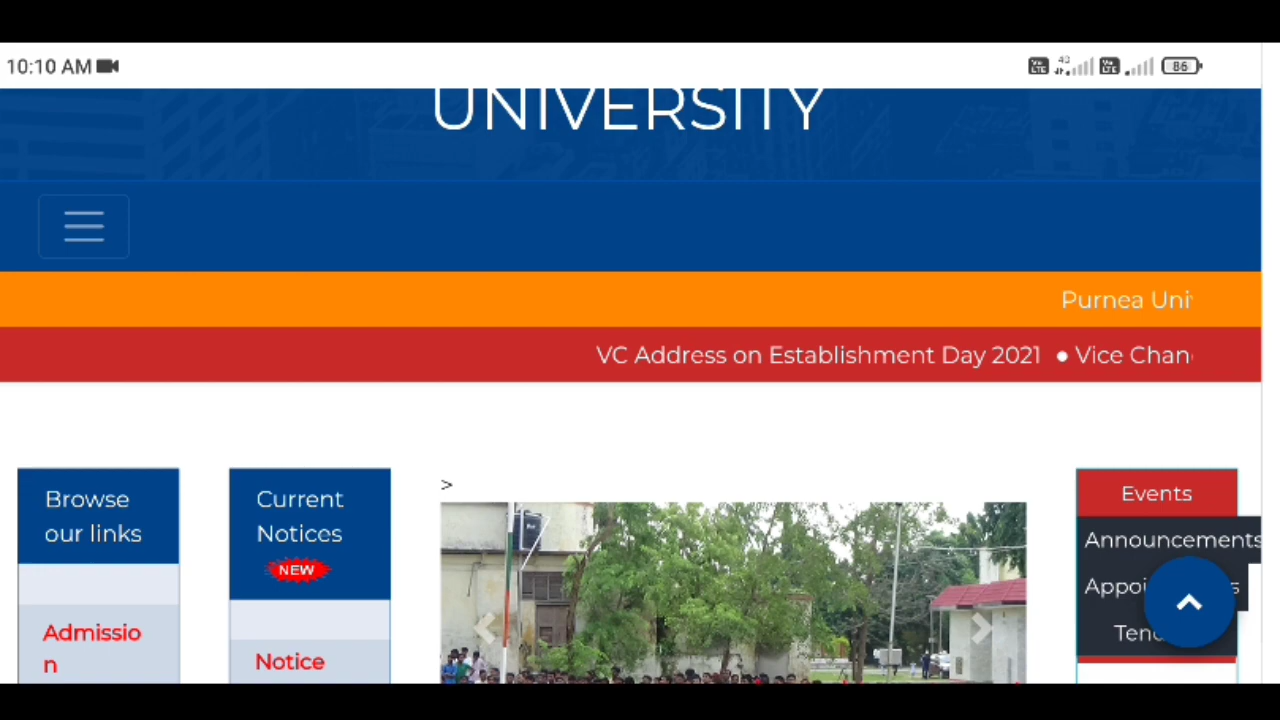 10:10 AM
4G
86
UNIVERSITY
Purnea Uni
VC Address on Establishment Day 2021 ● Vice Chan
Browse
our links
Current
Notices
NEW
>
Events
Announcements
Admissio
n
Notice